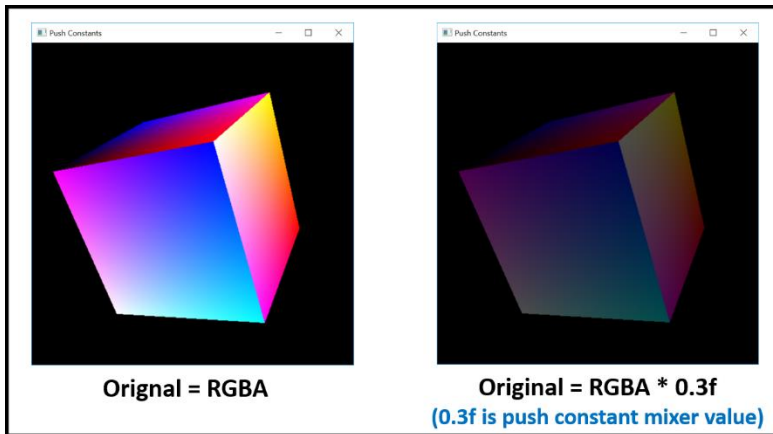 Push Constants
Push Constants
Orignal = RGBA
Original = RGBA * 0.3f
(0.3f is push constant mixer value)